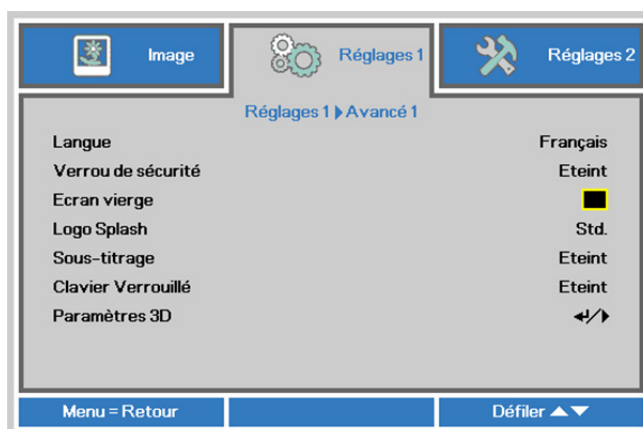 Image
Réglages 1
Réglages 2
Réglages 1 Avancé 1
Langue Français
Verrou de sécurité Eteint
Ecran vierge
Logo Splash Std.
Sous-titrage Eteint
Clavier Verrouillé Eteint
Paramètres 3D
Menu = Retour
Défiler